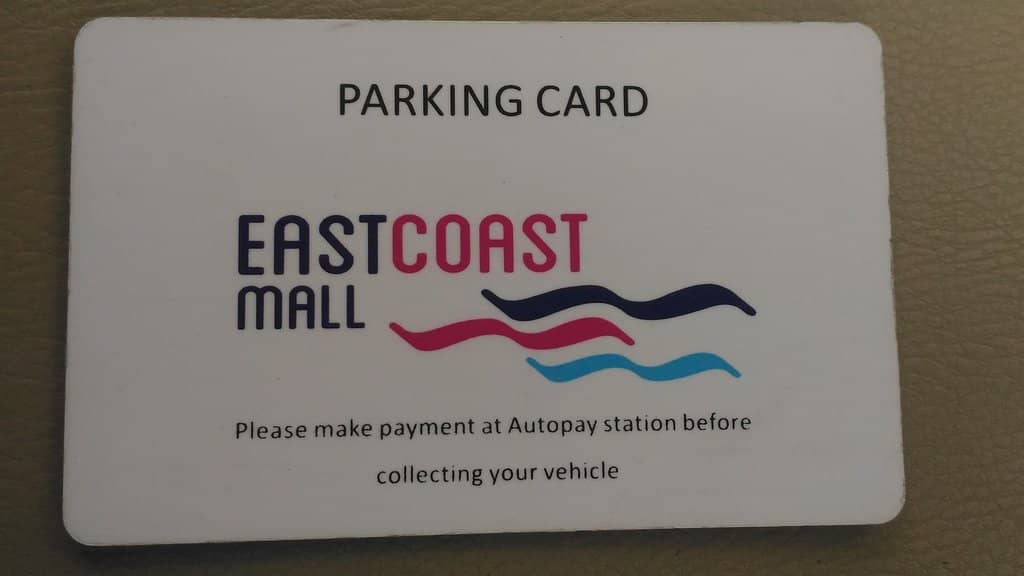 PARKING CARD
EASTCOAST
MALL
Please make payment at Autopay station before
collecting your vehicle